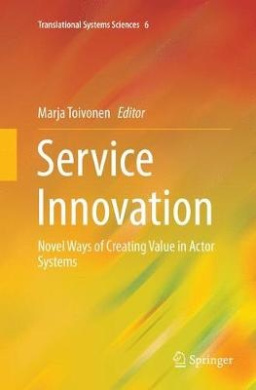 Translational Systems Sciences 6
Marja Toivonen Editor
Service
Innovation
Novel Ways of Creating Value in Actor
Systems
Springer